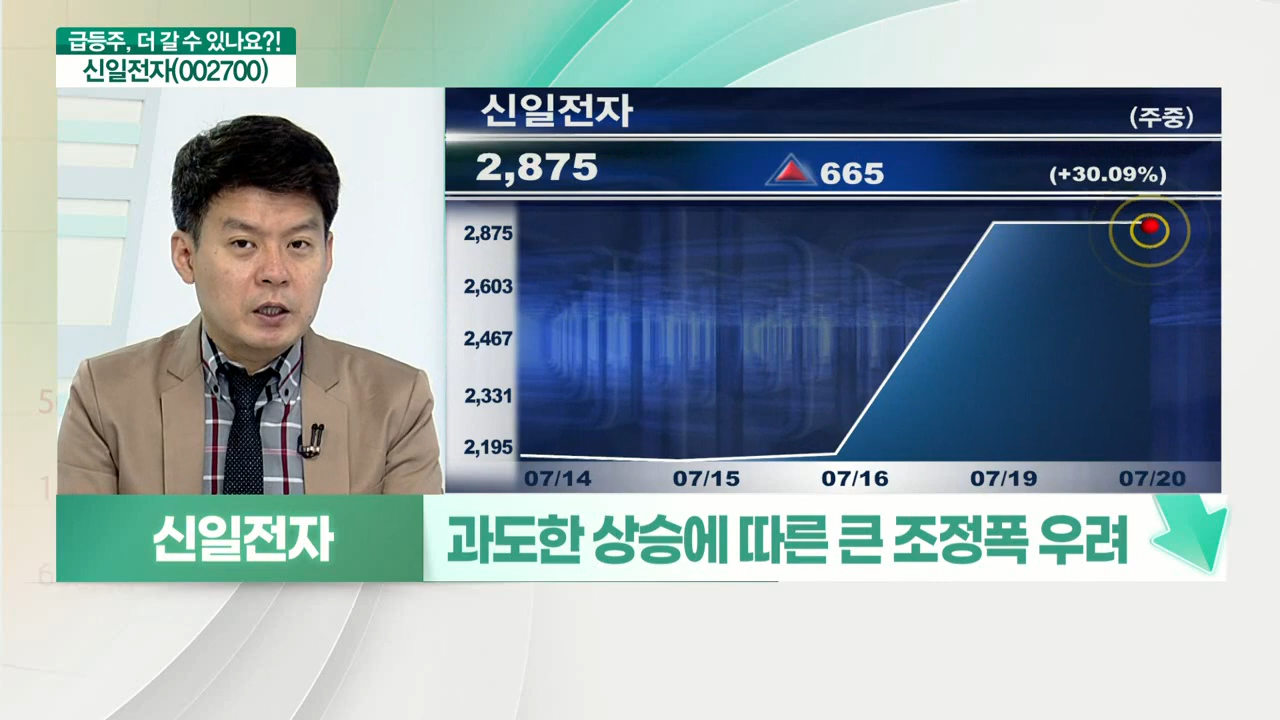 급등주, 더 갈 수 있나요?!
신일전자(002700)
신일전자
(주중)
2,875
665
(+30.09%)
2,875
2,603
2,467
2,331
2,195
07/14
07/15
07/16
07/19
07/20
신일전자
과도한 상승에 따른 큰 조정폭 우려
5
1
6